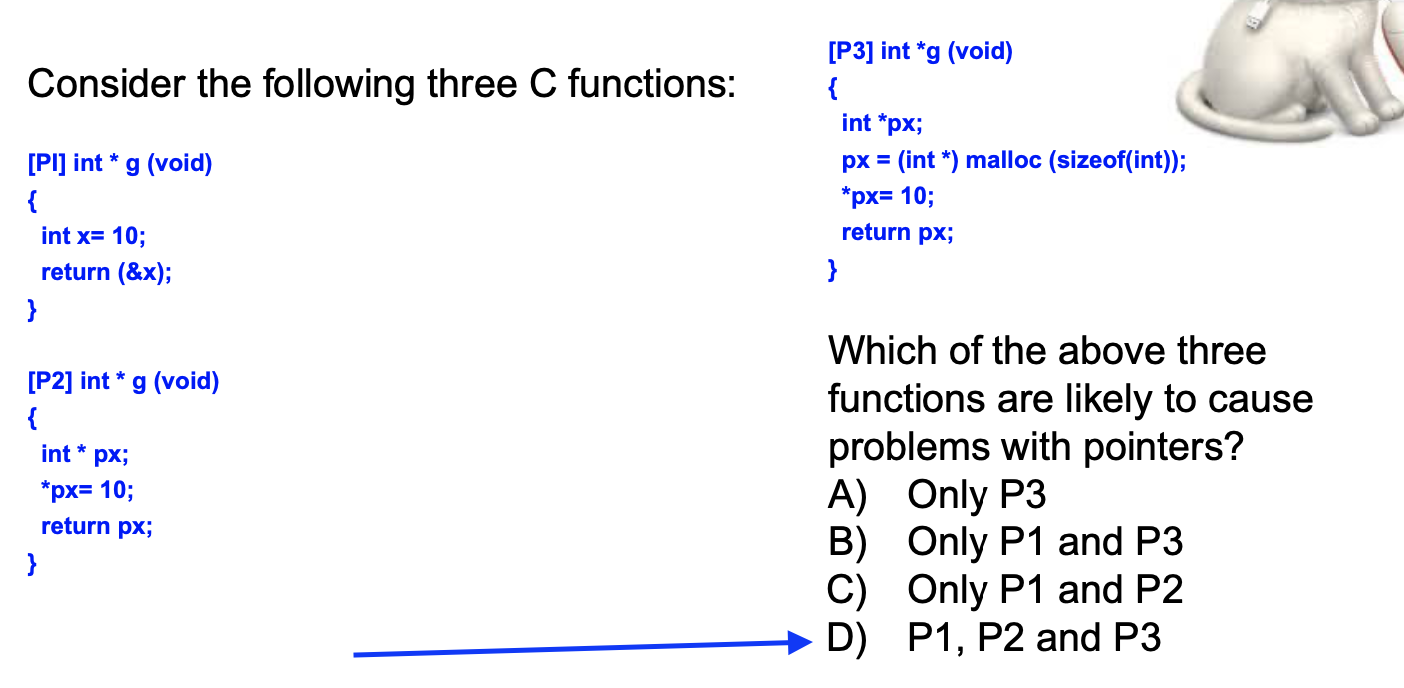 Consider the following three C functions:
[PI] int * g (void)
{
int x= 10;
return (&x);
}
[P2] int * g (void)
{
int * px;
*px= 10;
return px;
}
[P3] int *g (void)
{
int *px;
px = (int *) malloc (sizeof(int));
*px= 10;
return px;
}
Which of the above three
functions are likely to cause
problems with pointers?
A) Only P3
B) Only P1 and P3
C) Only P1 and P2
D) P1, P2 and P3